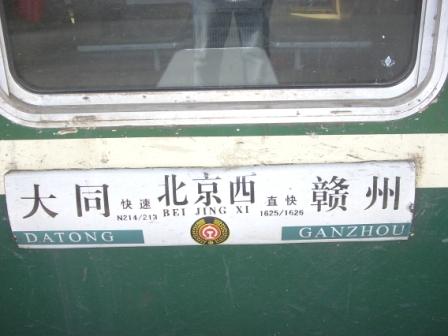 大同 快速 北京西 直快 赣州
N214/213 BEI JING XI 1625/1626
DATONG GANZHOU